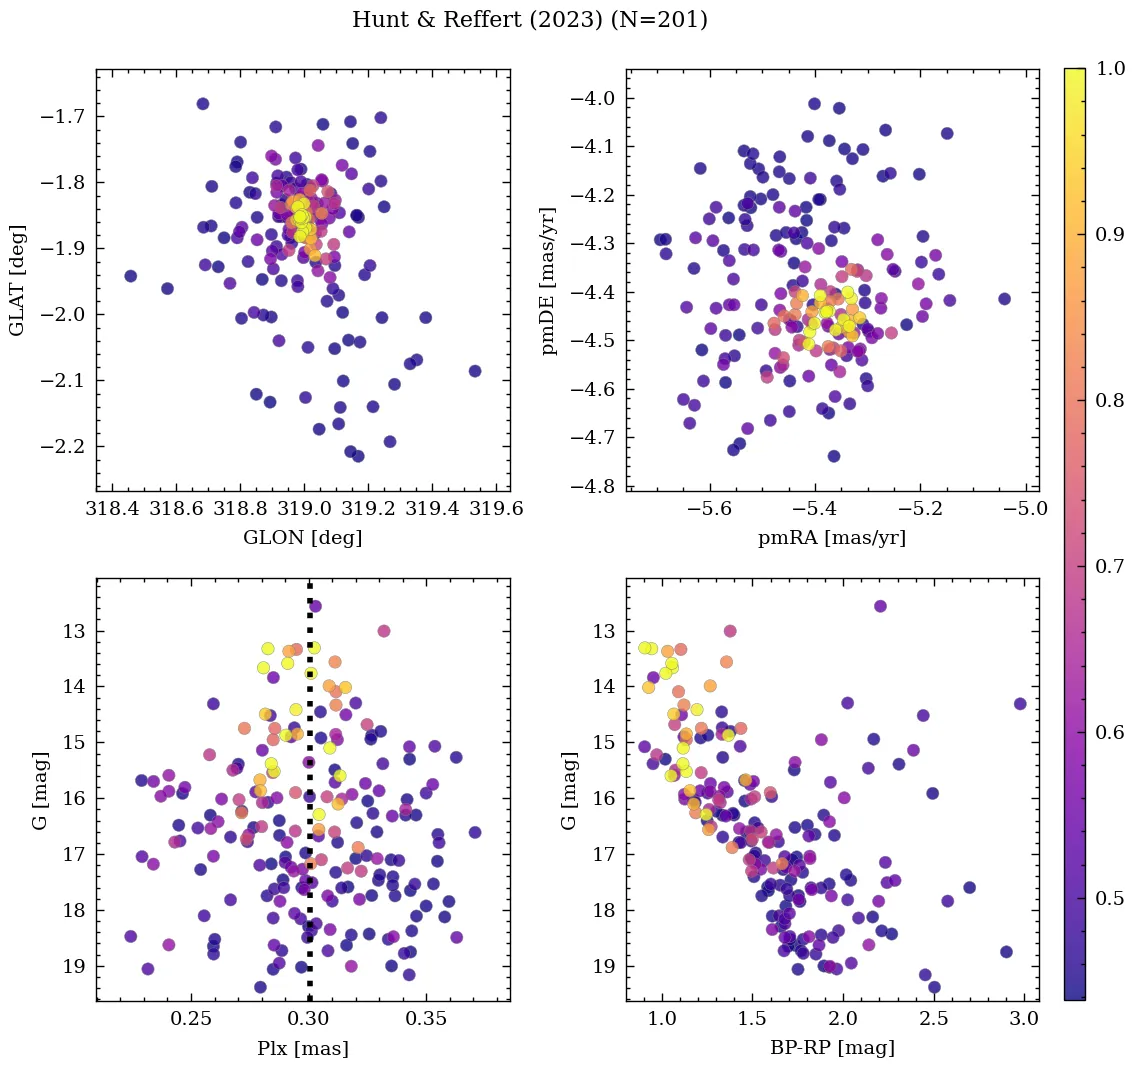 Hunt & Reffert (2023) (N=201)
−1.7
−1.8
−1.9
−2.0
−2.1
−2.2
GLAT [deg]
318.4 318.6 318.8 319.0 319.2 319.4 319.6
GLON [deg]
−4.0
−4.1
−4.2
−4.3
−4.4
−4.5
−4.6
−4.7
−4.8
pmDE [mas/yr]
−5.6 −5.4 −5.2 −5.0
pmRA [mas/yr]
1.0
0.9
0.8
0.7
0.6
0.5
13
14
15
16
17
18
19
G [mag]
0.25 0.30 0.35
Plx [mas]
13
14
15
16
17
18
19
G [mag]
1.0 1.5 2.0 2.5 3.0
BP-RP [mag]